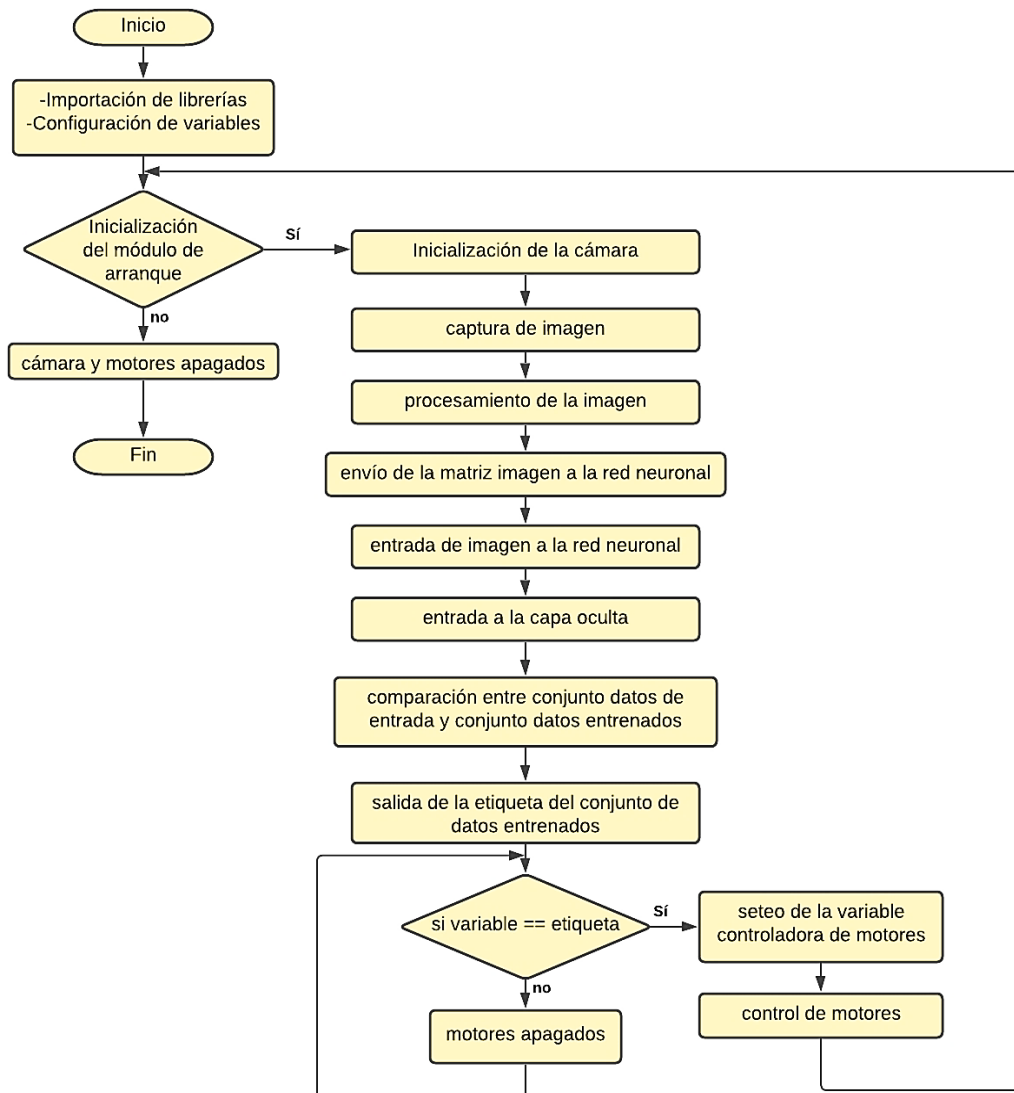 Inicio
-Importación de librerías
-Configuración de variables
Inicialización
del módulo de
arranque
Sí
no
cámara y motores apagados
Fin
Inicialización de la cámara
captura de imagen
procesamiento de la imagen
envío de la matriz imagen a la red neuronal
entrada de imagen a la red neuronal
entrada a la capa oculta
comparación entre conjunto datos de
entrada y conjunto datos entrenados
salida de la etiqueta del conjunto de
datos entrenados
si variable == etiqueta
Sí
no
seteo de la variable
controladora de motores
control de motores
motores apagados